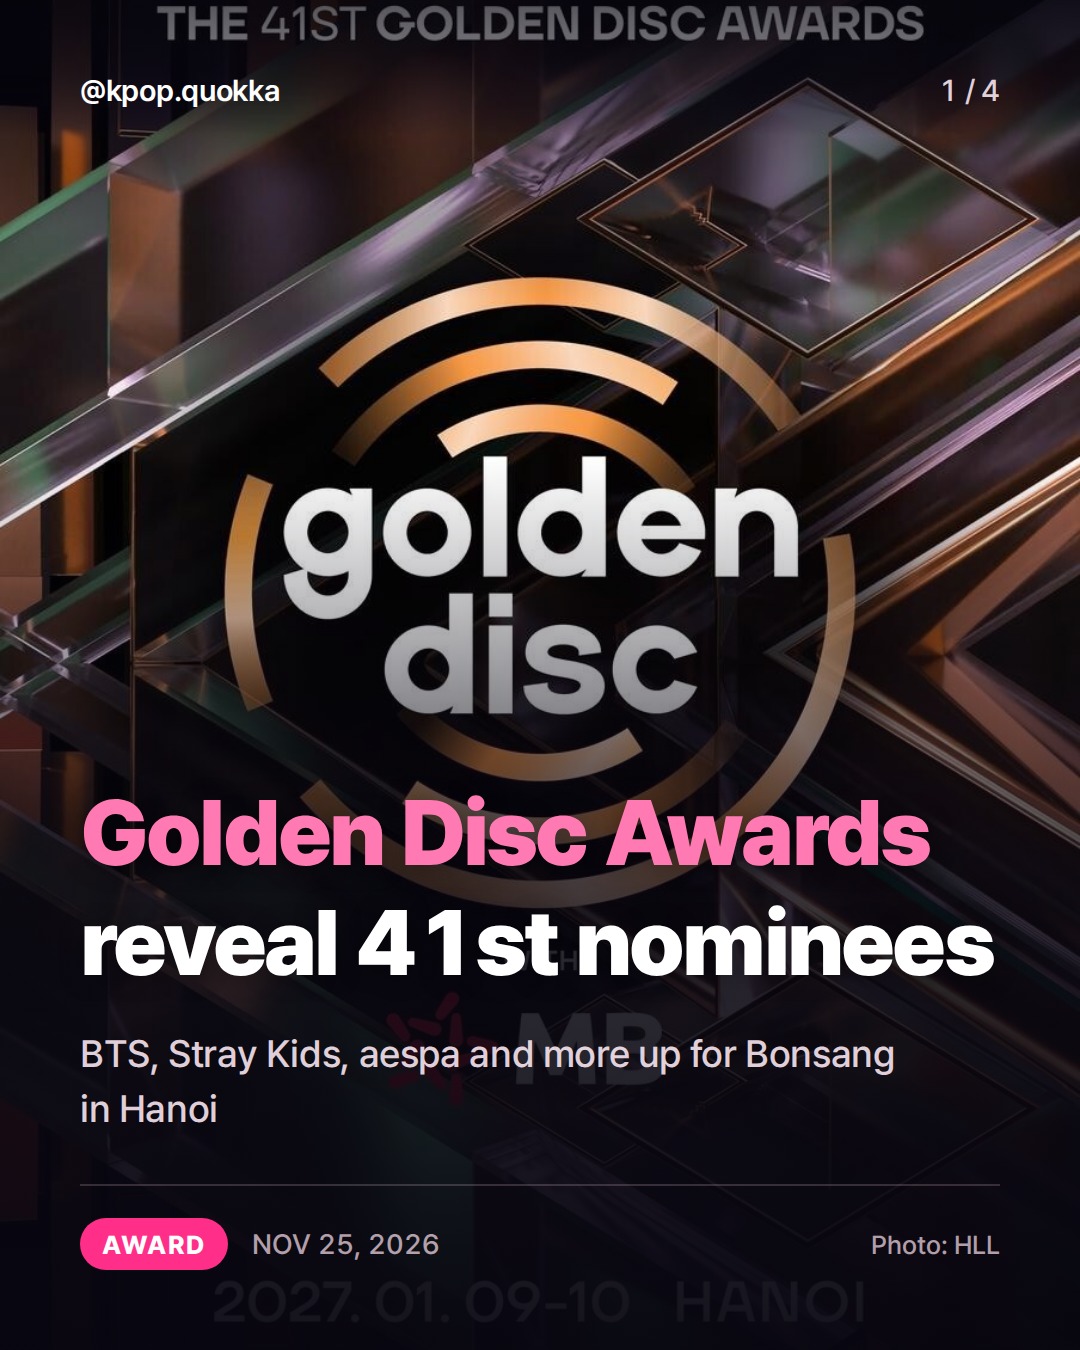 THE 41ST GOLDEN DISC AWARDS
@kpop.quokka
1 / 4
golden
disc
Golden Disc Awards
reveal 41st nominees
MB
BTS, Stray Kids, aespa and more up for Bonsang
in Hanoi
AWARD
NOV 25, 2026
Photo: HLL
2027. 01. 09-10 HANOI